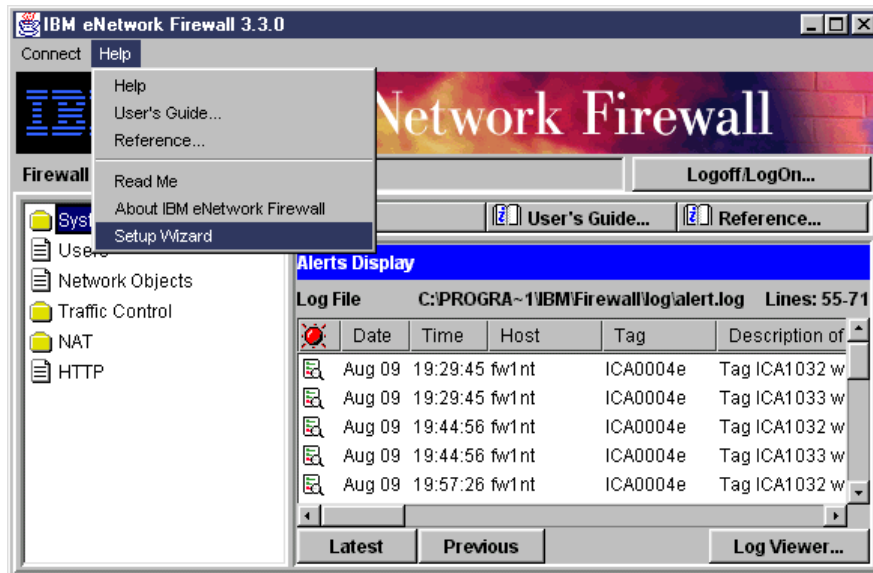 IBM eNetwork Firewall 3.3.0
Connect Help
Help
User's Guide...
Reference...
Read Me
About IBM eNetwork Firewall
Setup Wizard
IBM Network Firewall
Firewall
Logoff/LogOn...
User's Guide... Reference...
Users
Network Objects
Traffic Control
NAT
HTTP
Alerts Display
Log File C:\PROGRA~1\IBM\Firewall\log\alert.log Lines: 55-71
Date Time Host Tag Description of
Aug 09 19:29:45 fw1nt ICA0004e Tag ICA1032 w
Aug 09 19:29:45 fw1nt ICA0004e Tag ICA1033 w
Aug 09 19:44:56 fw1nt ICA0004e Tag ICA1032 w
Aug 09 19:44:56 fw1nt ICA0004e Tag ICA1033 w
Aug 09 19:57:26 fw1nt ICA0004e Tag ICA1032 w
Latest Previous Log Viewer...